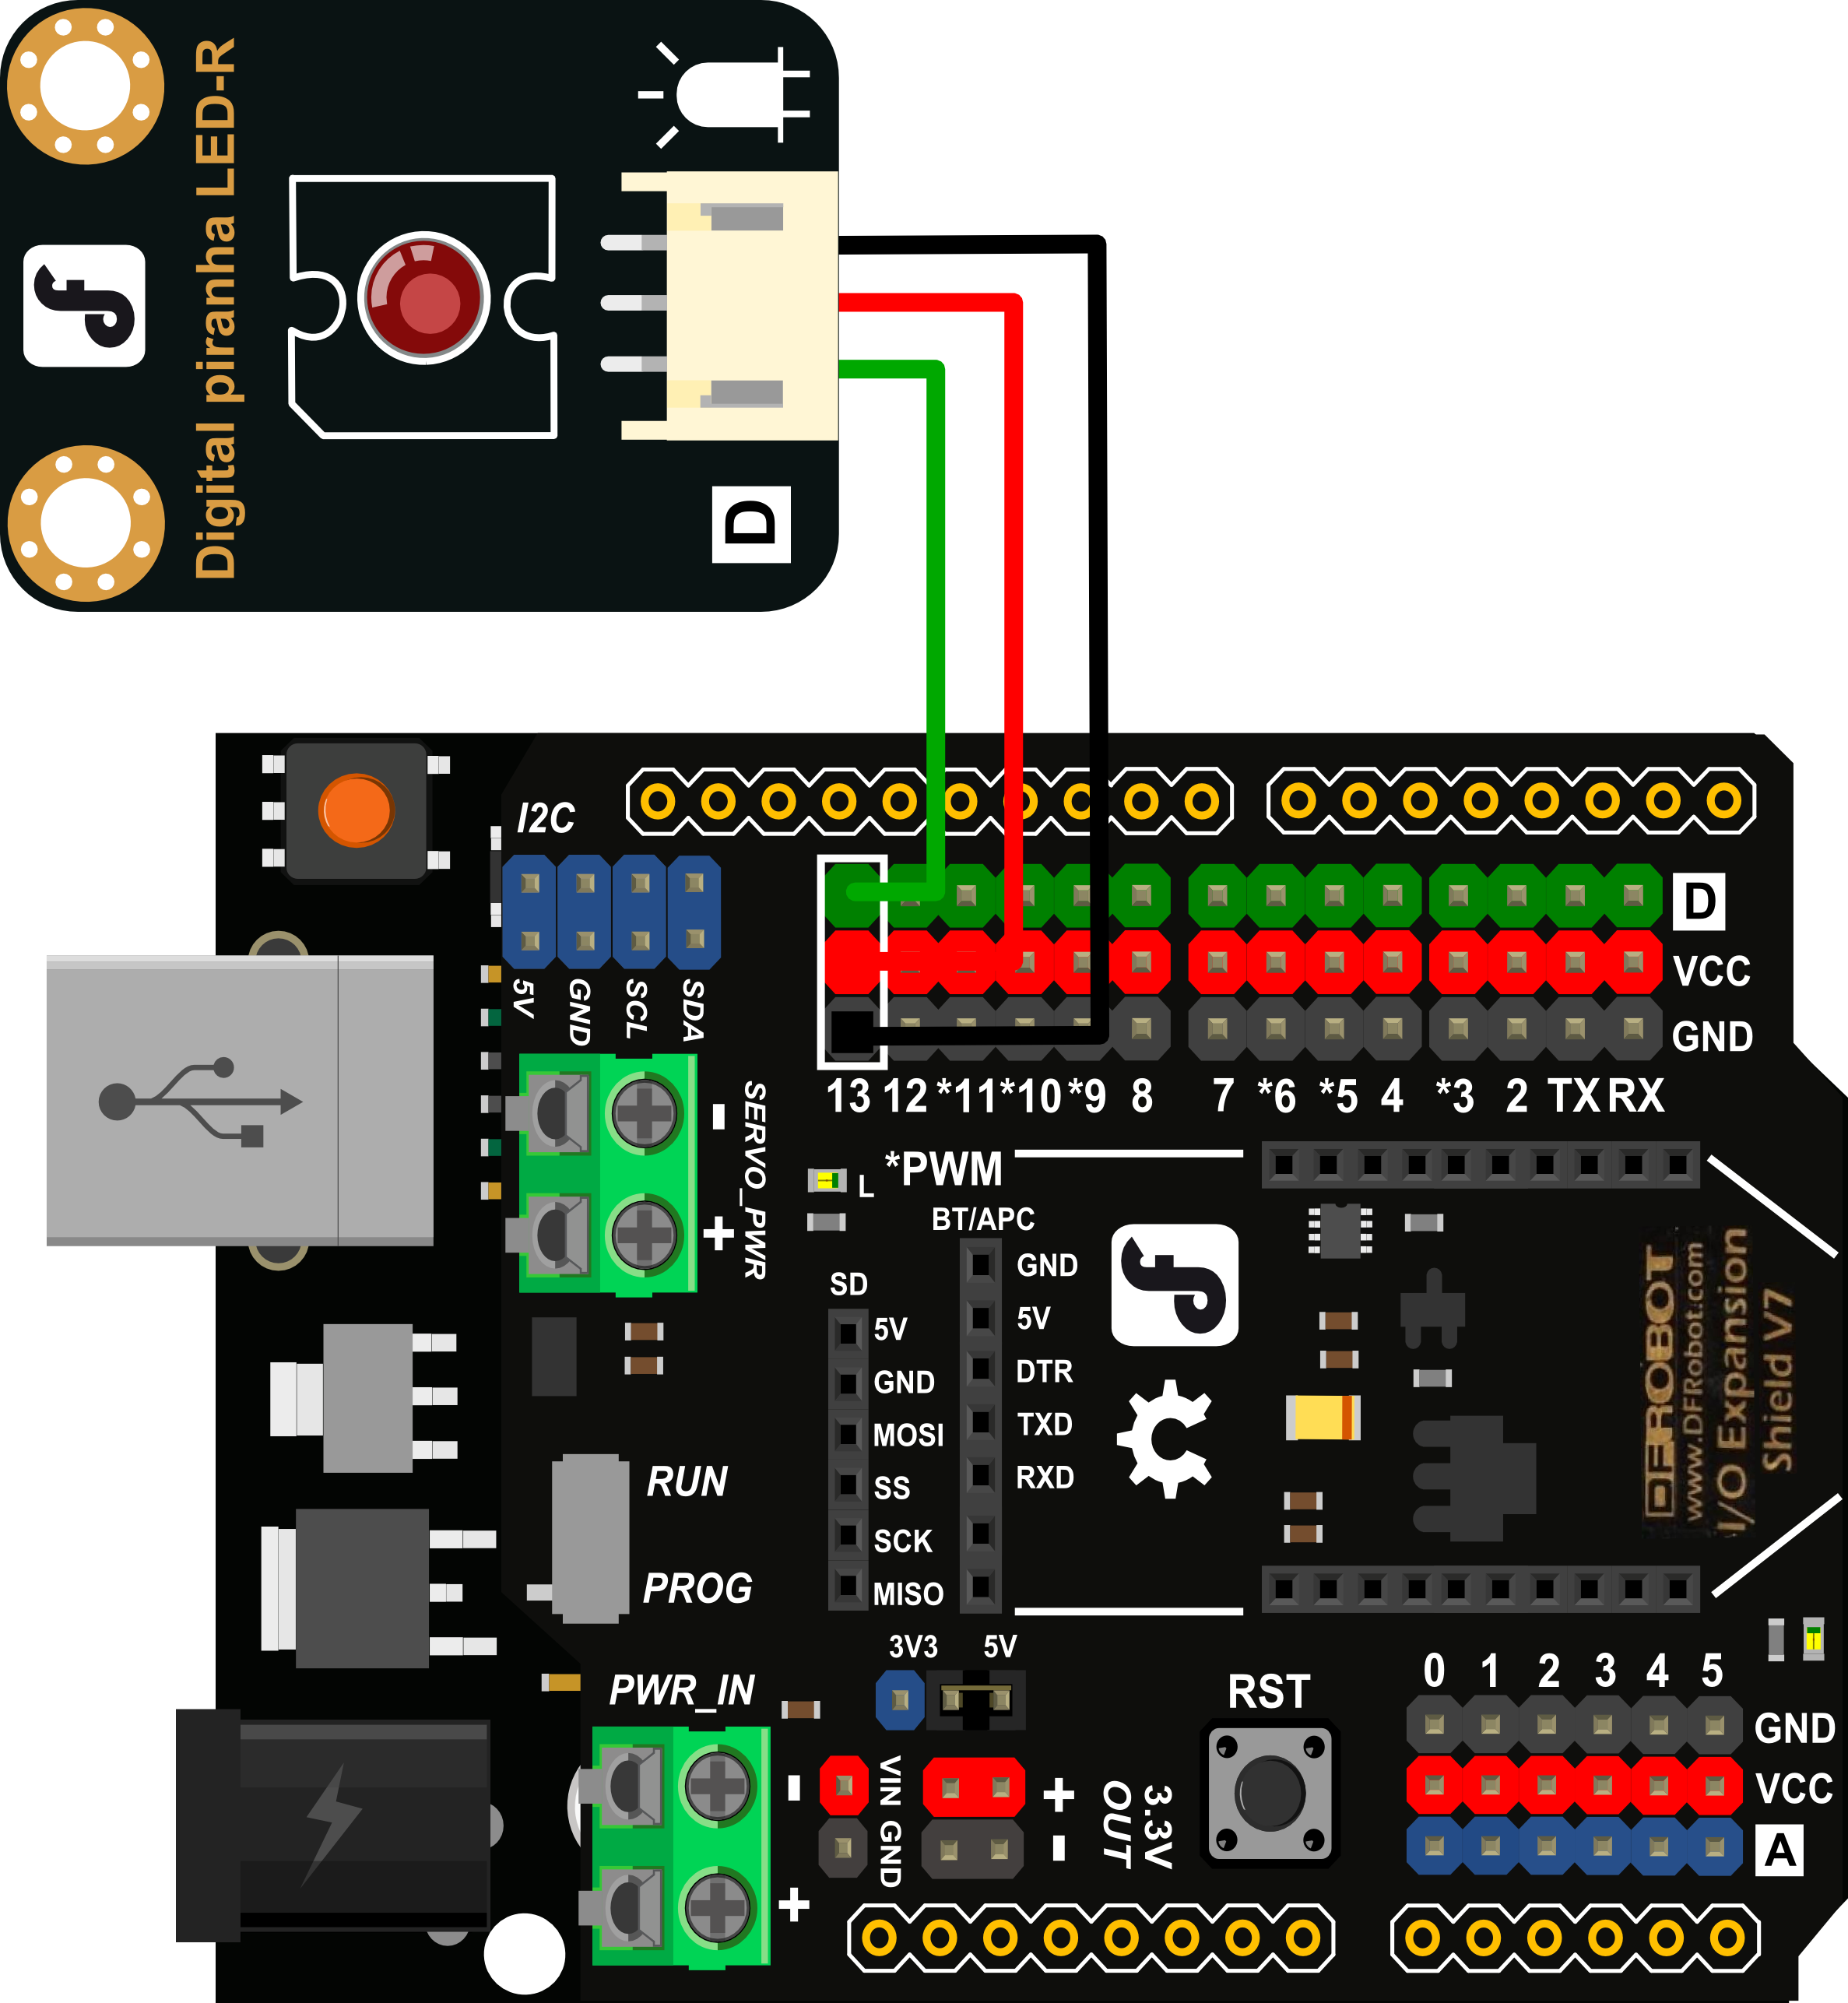 Digital piranha LED-R
D
I2C
5V GND SCL SDA
D
VCC
GND
13 12 *11 *10 *9 8 7 *6 *5 4 *3 2 TX RX
*PWM
L
- +
SERVO_PWR
BT/APC
GND
5V
DTR
TXD
RXD
SD
5V
GND
MOSI
SS
SCK
MISO
DFROBOT
www.DFRobot.com
I/O Expansion
Shield V7
RUN
PROG
3V3 5V
PWR_IN
- +
VIN GND
+ -
3.3V
OUT
RST
0 1 2 3 4 5
GND
VCC
A